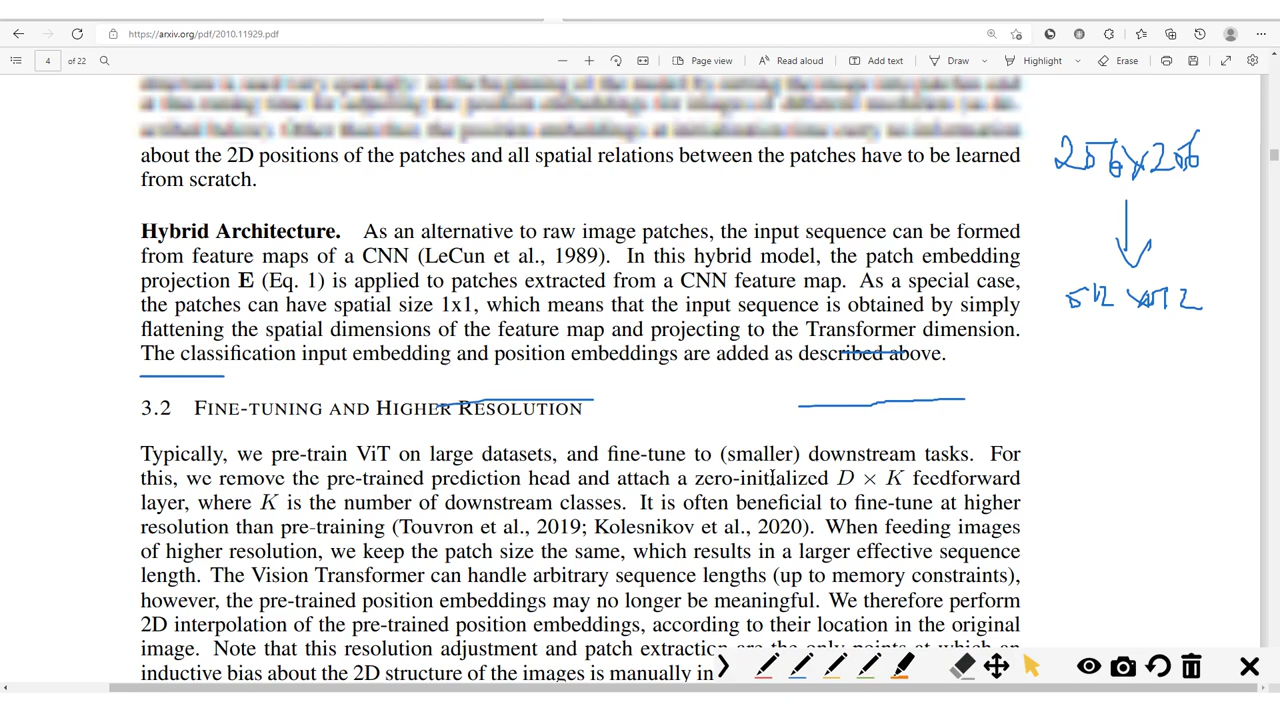 https://arxiv.org/pdf/2010.11929.pdf
4 of 22 Page view Read aloud Add text Draw Highlight Erase
about the 2D positions of the patches and all spatial relations between the patches have to be learned
from scratch.
256x256
512x512
Hybrid Architecture. As an alternative to raw image patches, the input sequence can be formed
from feature maps of a CNN (LeCun et al., 1989). In this hybrid model, the patch embedding
projection E (Eq. 1) is applied to patches extracted from a CNN feature map. As a special case,
the patches can have spatial size 1x1, which means that the input sequence is obtained by simply
flattening the spatial dimensions of the feature map and projecting to the Transformer dimension.
The classification input embedding and position embeddings are added as described above.
3.2 FINE-TUNING AND HIGHER RESOLUTION
Typically, we pre-train ViT on large datasets, and fine-tune to (smaller) downstream tasks. For
this, we remove the pre-trained prediction head and attach a zero-initialized D × K feedforward
layer, where K is the number of downstream classes. It is often beneficial to fine-tune at higher
resolution than pre-training (Touvron et al., 2019; Kolesnikov et al., 2020). When feeding images
of higher resolution, we keep the patch size the same, which results in a larger effective sequence
length. The Vision Transformer can handle arbitrary sequence lengths (up to memory constraints),
however, the pre-trained position embeddings may no longer be meaningful. We therefore perform
2D interpolation of the pre-trained position embeddings, according to their location in the original
image. Note that this resolution adjustment and patch extraction are the only points at which an
inductive bias about the 2D structure of the images is manually in